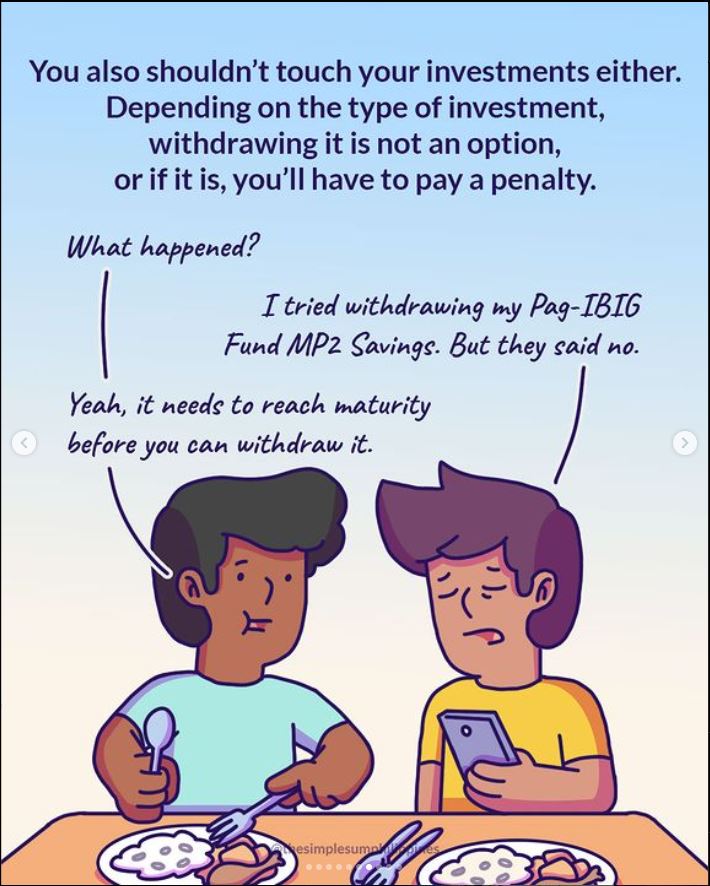 You also shouldn't touch your investments either.
Depending on the type of investment,
withdrawing it is not an option,
or if it is, you'll have to pay a penalty.
What happened?
I tried withdrawing my Pag-IBIG
Fund MP2 Savings. But they said no.
Yeah, it needs to reach maturity
before you can withdraw it.
@thesimplesumphilippines